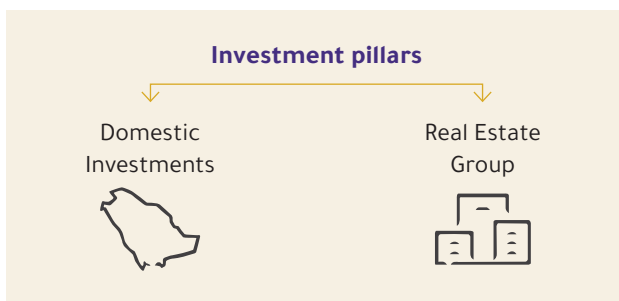 Investment pillars
Domestic
Investments
Real Estate
Group